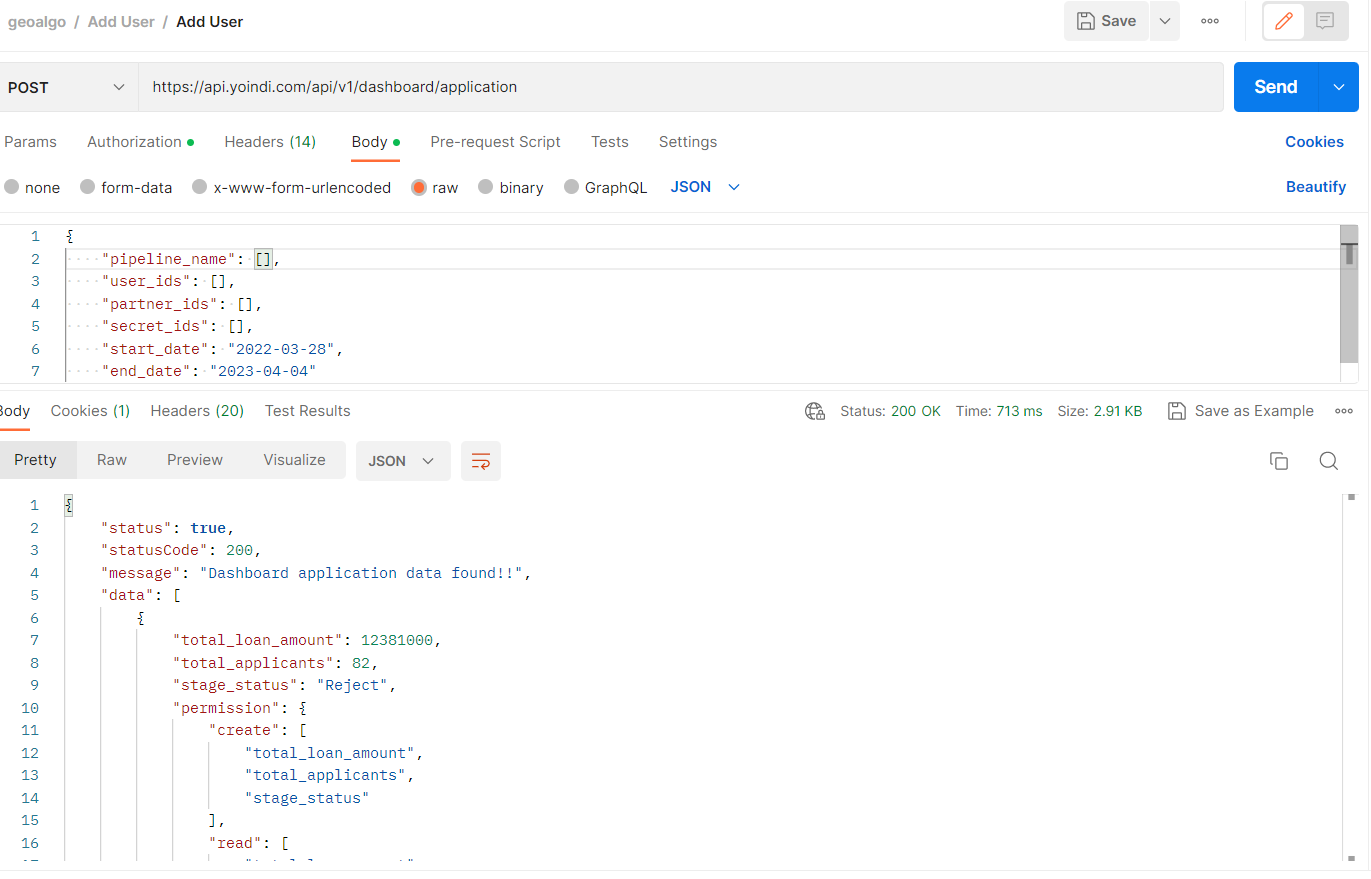 geoalgo / Add User / Add User
Save
POST
https://api.yoindi.com/api/v1/dashboard/application
Send
Params Authorization Headers (14) Body Pre-request Script Tests Settings Cookies
none form-data x-www-form-urlencoded raw binary GraphQL JSON Beautify
1 {
2 "pipeline_name": [],
3 "user_ids": [],
4 "partner_ids": [],
5 "secret_ids": [],
6 "start_date": "2022-03-28",
7 "end_date": "2023-04-04"
Body Cookies (1) Headers (20) Test Results Status: 200 OK Time: 713 ms Size: 2.91 KB Save as Example
Pretty Raw Preview Visualize JSON
1 {
2 "status": true,
3 "statusCode": 200,
4 "message": "Dashboard application data found!!",
5 "data": [
6 {
7 "total_loan_amount": 12381000,
8 "total_applicants": 82,
9 "stage_status": "Reject",
10 "permission": {
11 "create": [
12 "total_loan_amount",
13 "total_applicants",
14 "stage_status"
15 ],
16 "read": [